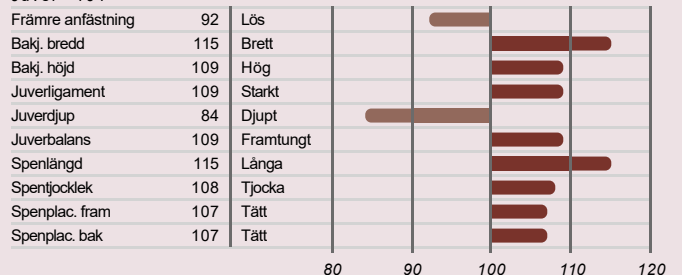 Främre anfästning 92 Lös
Bakj. bredd 115 Brett
Bakj. höjd 109 Hög
Juverligament 109 Starkt
Juverdjup 84 Djupt
Juverbalans 109 Framtungt
Spenlängd 115 Långa
Spentjocklek 108 Tjocka
Spenplac. fram 107 Tätt
Spenplac. bak 107 Tätt
80 90 100 110 120